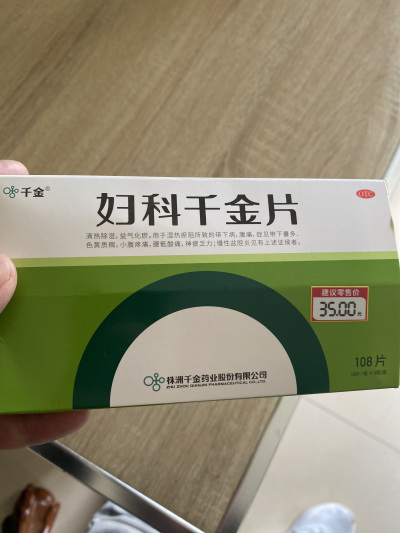 千金®
OTC
妇科千金片
清热除湿，益气化瘀。用于湿热瘀阻所致的带下病，腹痛，症见带下量多、
色黄质稠，小腹疼痛，腰骶酸痛，神疲乏力；慢性盆腔炎见有上述证候者。
建议零售价
35.00元
108片
株洲千金药业股份有限公司
ZHU ZHOU QIANJIN PHARMACEUTICAL CO.,LTD.